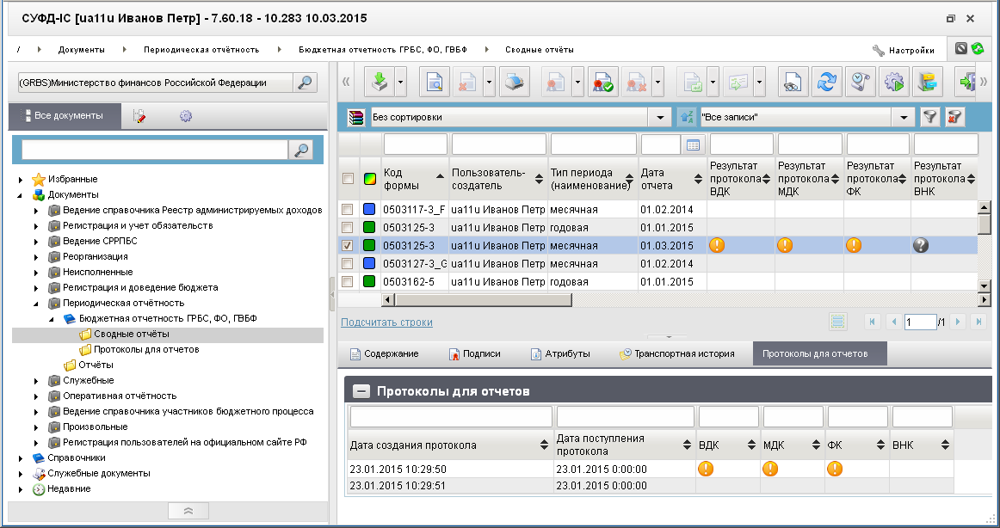 СУФД-IC [ua11u Иванов Петр] - 7.60.18 - 10.283 10.03.2015
/ Документы Периодическая отчётность Бюджетная отчетность ГРБС, ФО, ГВБФ Сводные отчёты
Настройки
(GRBS)Министерство финансов Российской Федерации
Все документы
Избранные
Документы
Ведение справочника Реестр администрируемых доходов
Регистрация и учет обязательств
Ведение СРРПБС
Реорганизация
Неисполненные
Регистрация и доведение бюджета
Периодическая отчётность
Бюджетная отчетность ГРБС, ФО, ГВБФ
Сводные отчёты
Протоколы для отчетов
Отчёты
Служебные
Оперативная отчётность
Ведение справочника участников бюджетного процесса
Произвольные
Регистрация пользователей на официальном сайте РФ
Справочники
Служебные документы
Недавние
Без сортировки "Все записи"
Код формы Пользователь-создатель Тип периода (наименование) Дата отчета Результат протокола ВДК Результат протокола МДК Результат протокола ФК Результат протокола ВНК
0503117-3_F ua11u Иванов Петр месячная 01.02.2014
0503125-3 ua11u Иванов Петр годовая 01.01.2015
0503125-3 ua11u Иванов Петр месячная 01.03.2015
0503127-3_G ua11u Иванов Петр месячная 01.02.2014
0503162-5 ua11u Иванов Петр годовая 01.01.2015
Подсчитать строки
1 /1
Содержание Подписи Атрибуты Транспортная история Протоколы для отчетов
Протоколы для отчетов
Дата создания протокола Дата поступления протокола ВДК МДК ФК ВНК
23.01.2015 10:29:50 23.01.2015 0:00:00
23.01.2015 10:29:51 23.01.2015 0:00:00